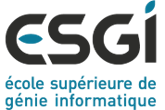 ESGI
école supérieure de
génie informatique